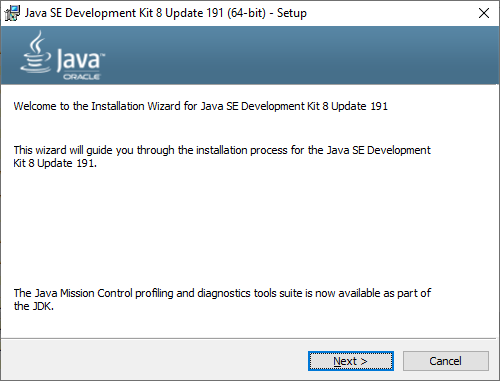 Java SE Development Kit 8 Update 191 (64-bit) - Setup
Java™
ORACLE
Welcome to the Installation Wizard for Java SE Development Kit 8 Update 191
This wizard will guide you through the installation process for the Java SE Development
Kit 8 Update 191.
The Java Mission Control profiling and diagnostics tools suite is now available as part of
the JDK.
Next >
Cancel